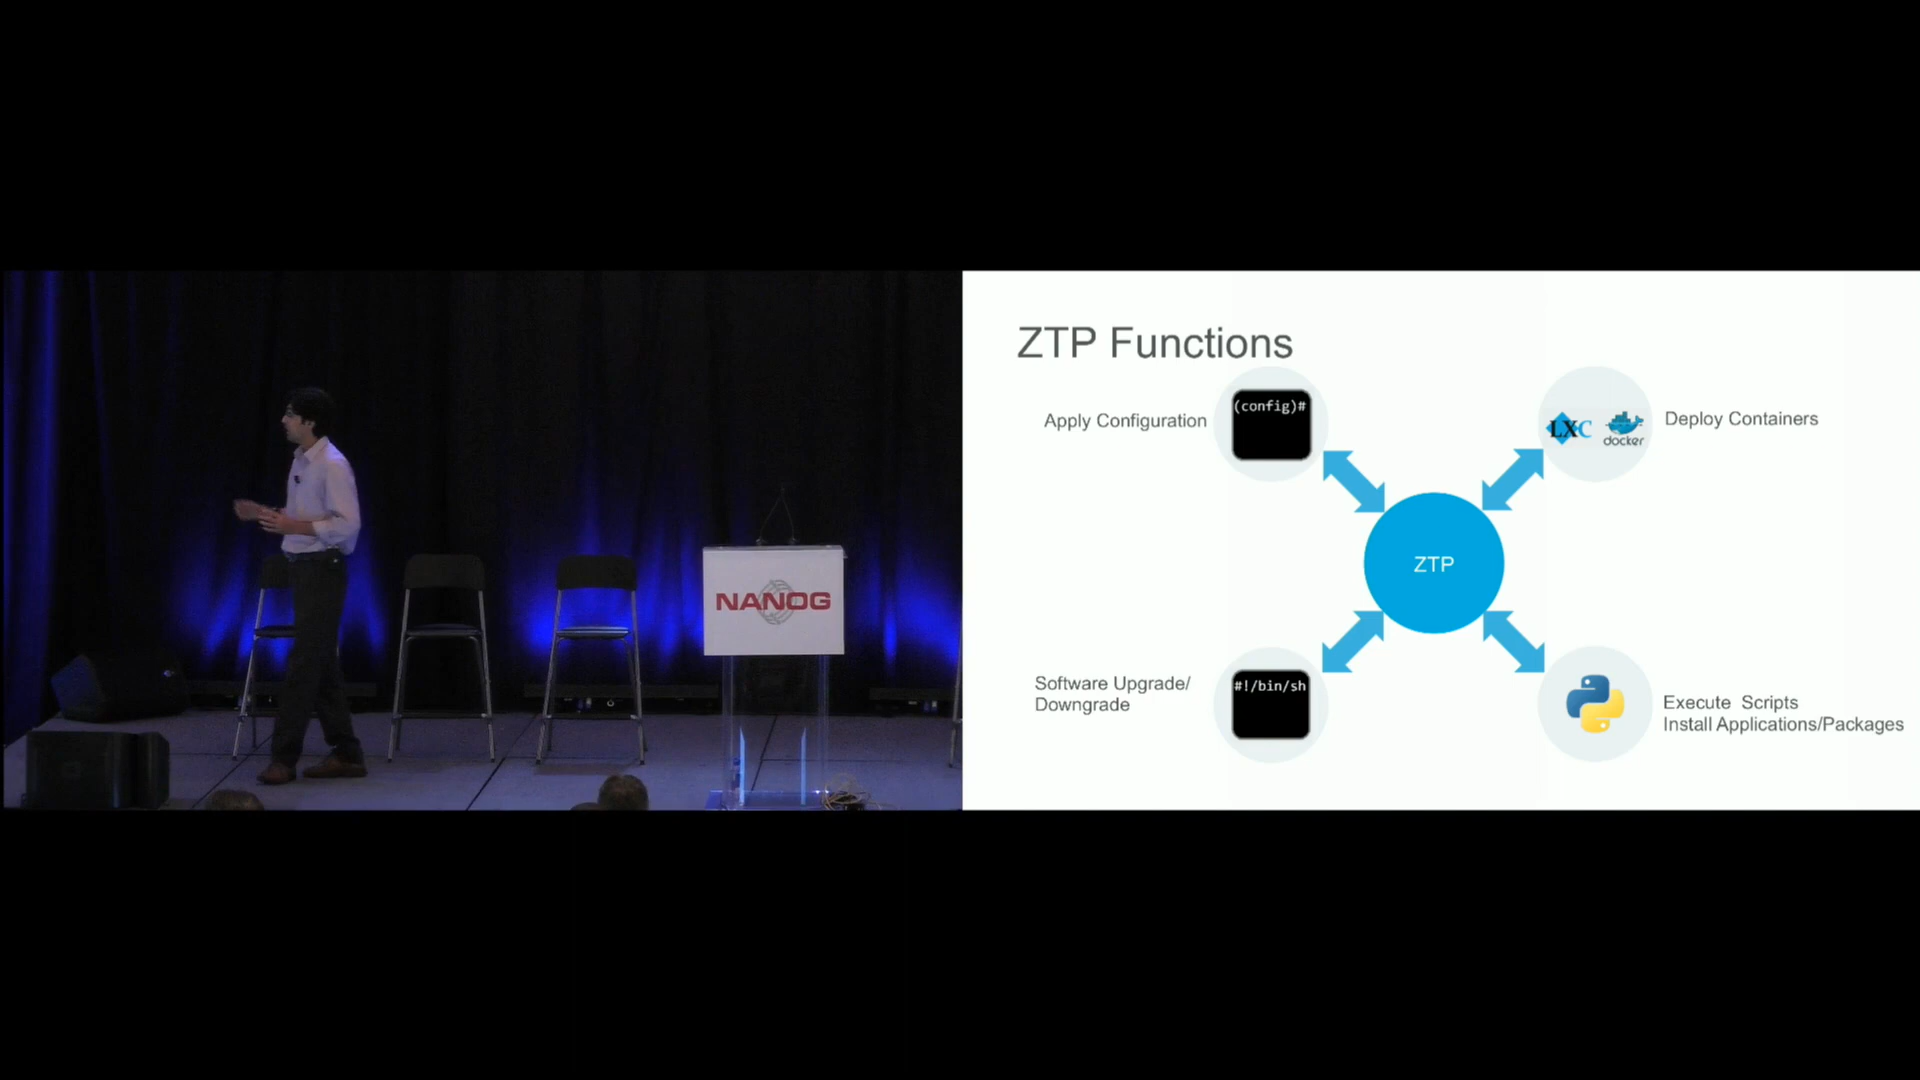 NANOG
ZTP Functions
Apply Configuration
(config)#
LXC
docker
Deploy Containers
ZTP
Software Upgrade/
Downgrade
#!/bin/sh
Execute Scripts
Install Applications/Packages